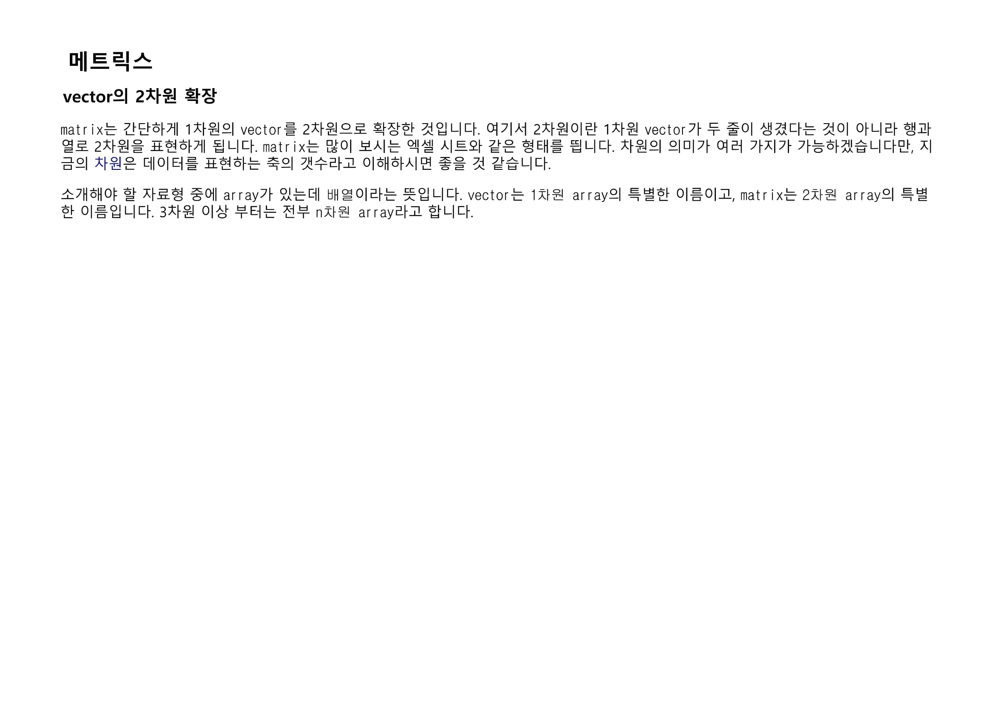 메트릭스
vector의 2차원 확장
matrix는 간단하게 1차원의 vector를 2차원으로 확장한 것입니다. 여기서 2차원이란 1차원 vector가 두 줄이 생겼다는 것이 아니라 행과
열로 2차원을 표현하게 됩니다. matrix는 많이 보시는 엑셀 시트와 같은 형태를 띕니다. 차원의 의미가 여러 가지가 가능하겠습니다만, 지
금의 차원은 데이터를 표현하는 축의 갯수라고 이해하시면 좋을 것 같습니다.
소개해야 할 자료형 중에 array가 있는데 배열이라는 뜻입니다. vector는 1차원 array의 특별한 이름이고, matrix는 2차원 array의 특별
한 이름입니다. 3차원 이상 부터는 전부 n차원 array라고 합니다.